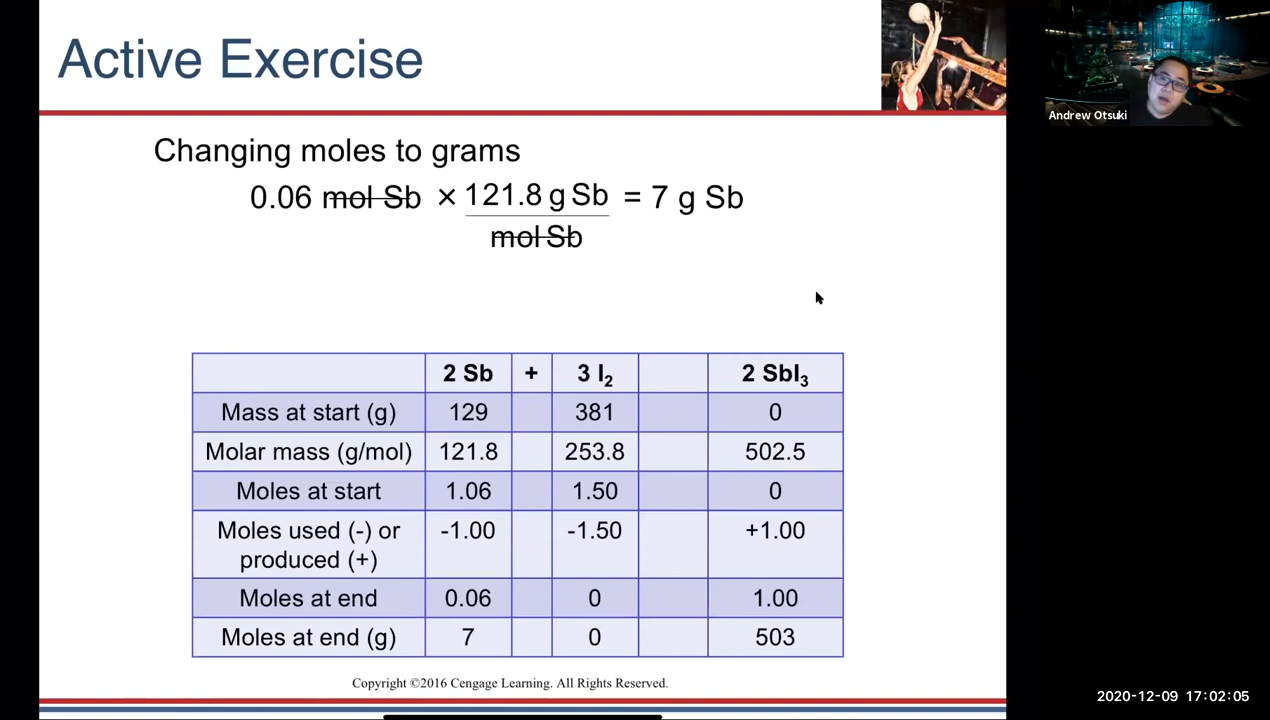 Active Exercise
Andrew Otsuki
Changing moles to grams
0.06 mol Sb × 121.8 g Sb = 7 g Sb
mol Sb
2 Sb + 3 I₂ 2 SbI₃
Mass at start (g) 129 381 0
Molar mass (g/mol) 121.8 253.8 502.5
Moles at start 1.06 1.50 0
Moles used (-) or -1.00 -1.50 +1.00
produced (+)
Moles at end 0.06 0 1.00
Moles at end (g) 7 0 503
Copyright ©2016 Cengage Learning. All Rights Reserved.
2020-12-09 17:02:05